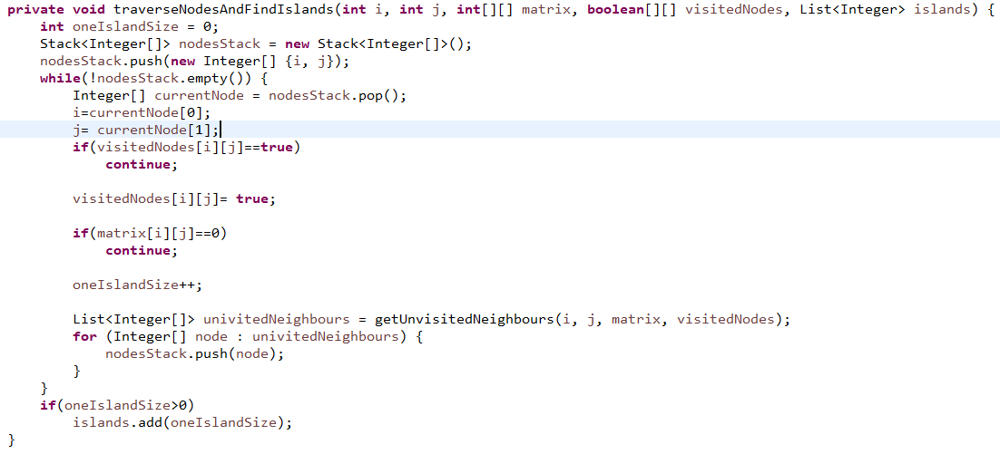 private void traverseNodesAndFindIslands(int i, int j, int[][] matrix, boolean[][] visitedNodes, List<Integer> islands) {
    int oneIslandSize = 0;
    Stack<Integer[]> nodesStack = new Stack<Integer[]>();
    nodesStack.push(new Integer[] {i, j});
    while(!nodesStack.empty()) {
        Integer[] currentNode = nodesStack.pop();
        i=currentNode[0];
        j= currentNode[1];
        if(visitedNodes[i][j]==true)
            continue;

        visitedNodes[i][j]= true;

        if(matrix[i][j]==0)
            continue;

        oneIslandSize++;

        List<Integer[]> univitedNeighbours = getUnvisitedNeighbours(i, j, matrix, visitedNodes);
        for (Integer[] node : univitedNeighbours) {
            nodesStack.push(node);
        }
    }
    if(oneIslandSize>0)
        islands.add(oneIslandSize);
}